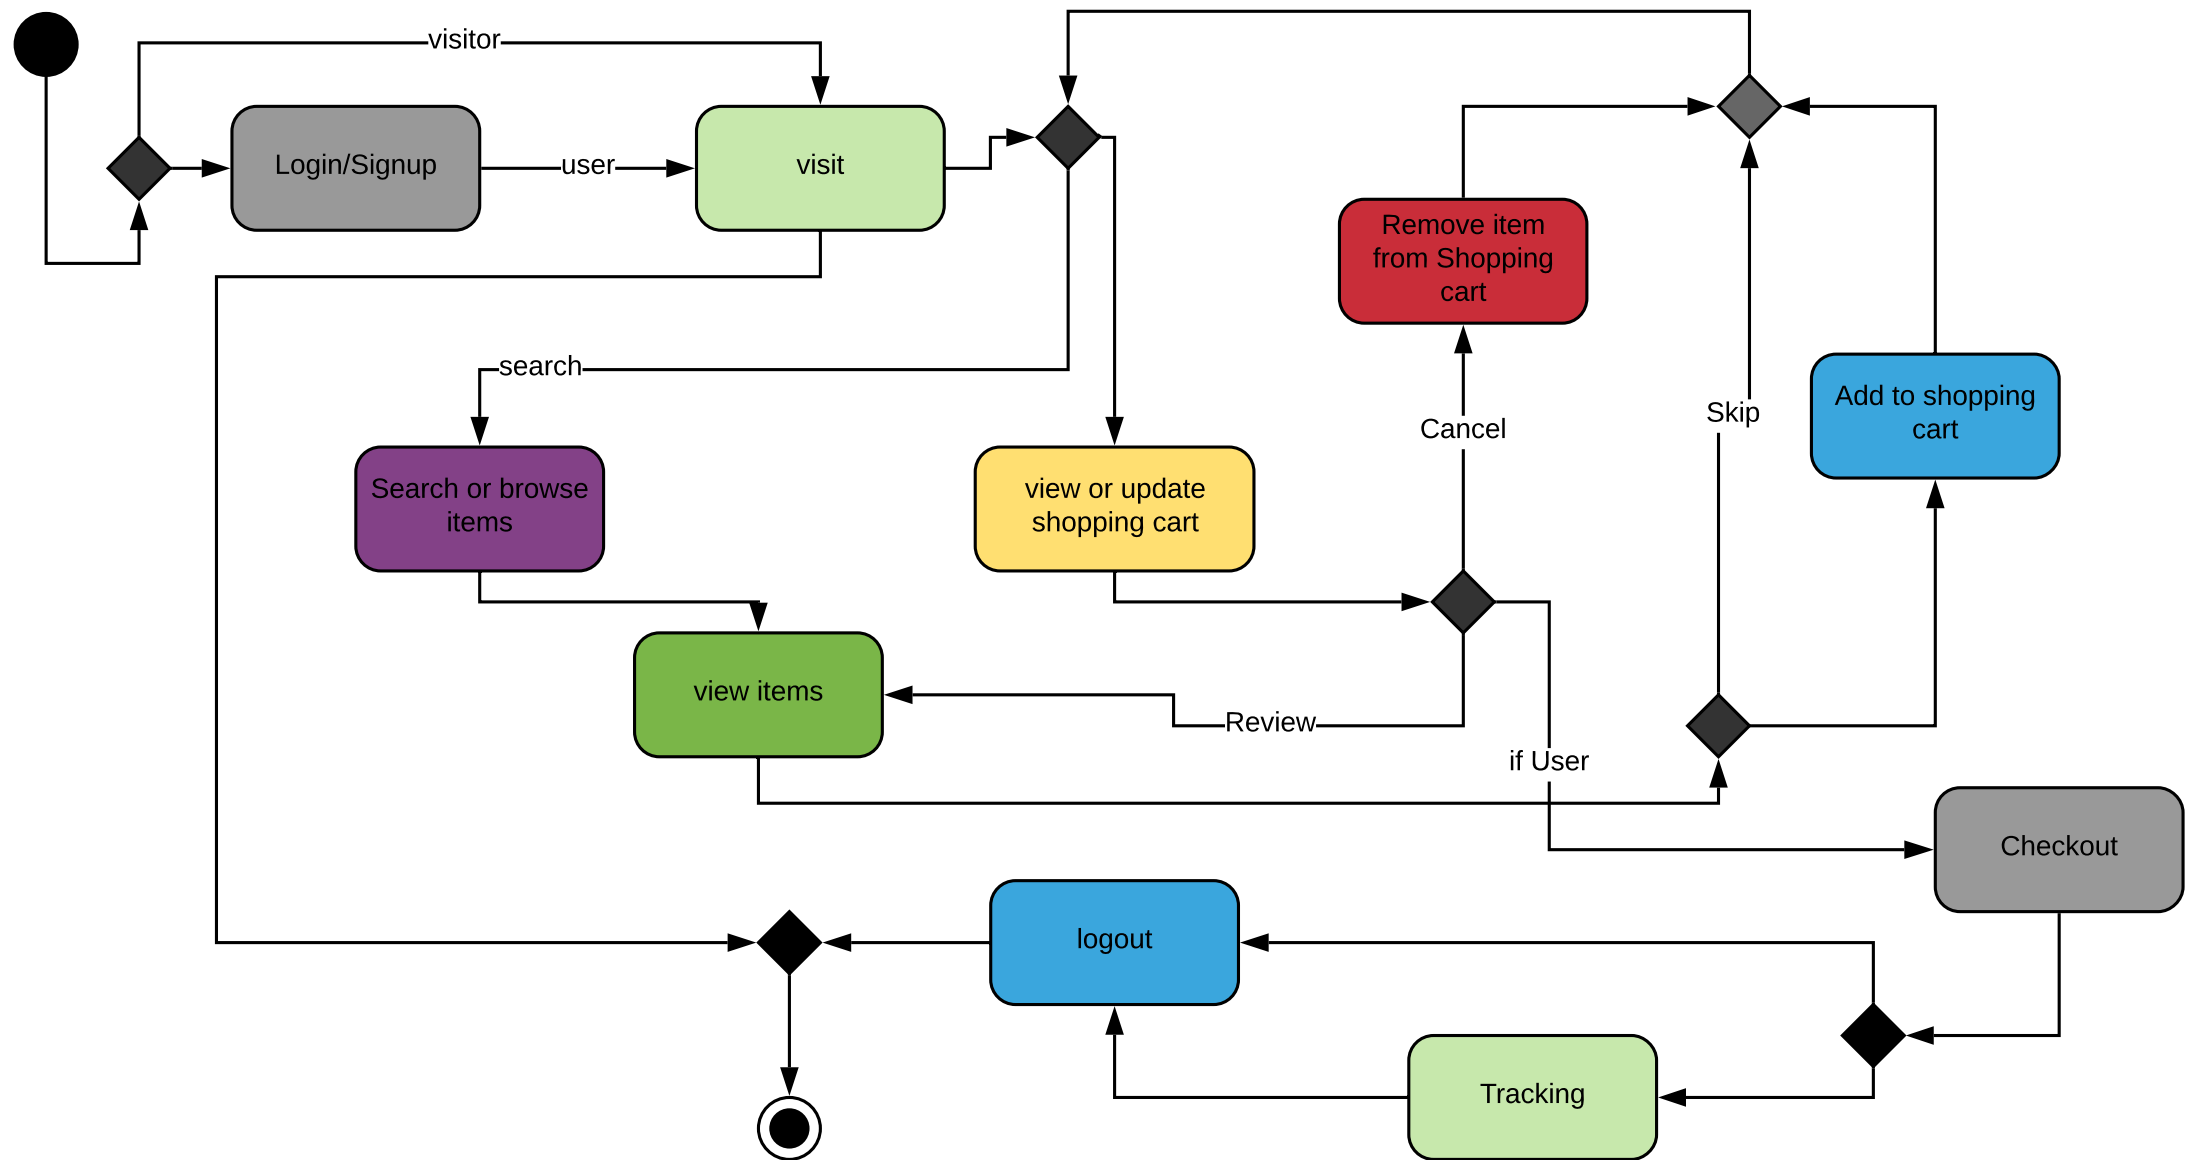 visitor
Login/Signup
user
visit
Remove item
from Shopping
cart
search
Cancel
Skip
Add to shopping
cart
Search or browse
items
view or update
shopping cart
view items
Review
if User
Checkout
logout
Tracking